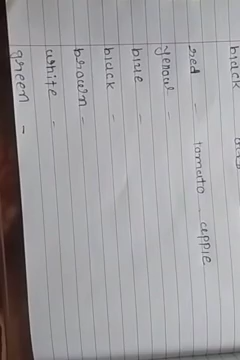 black
red tomato apple
yellow -
blue -
black -
brown -
white -
green -